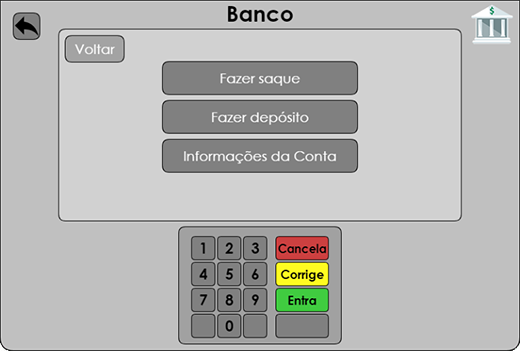 Banco
$
Voltar
Fazer saque
Fazer depósito
Informações da Conta
1 2 3 Cancela
4 5 6 Corrige
7 8 9 Entra
0